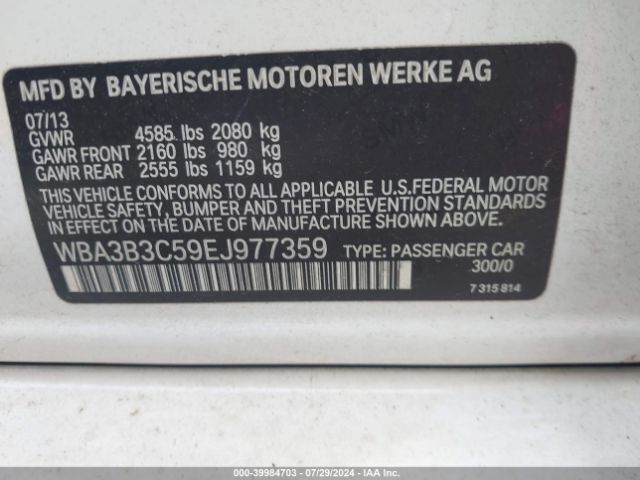 MFD BY BAYERISCHE MOTOREN WERKE AG
07/13
GVWR 4585 lbs 2080 kg
GAWR FRONT 2160 lbs 980 kg
GAWR REAR 2555 lbs 1159 kg
THIS VEHICLE CONFORMS TO ALL APPLICABLE U.S.FEDERAL MOTOR
VEHICLE SAFETY, BUMPER AND THEFT PREVENTION STANDARDS
IN EFFECT ON THE DATE OF MANUFACTURE SHOWN ABOVE.
WBA3B3C59EJ977359 TYPE: PASSENGER CAR
300/0
7 315 814
000-39984703 - 07/29/2024 - IAA Inc.